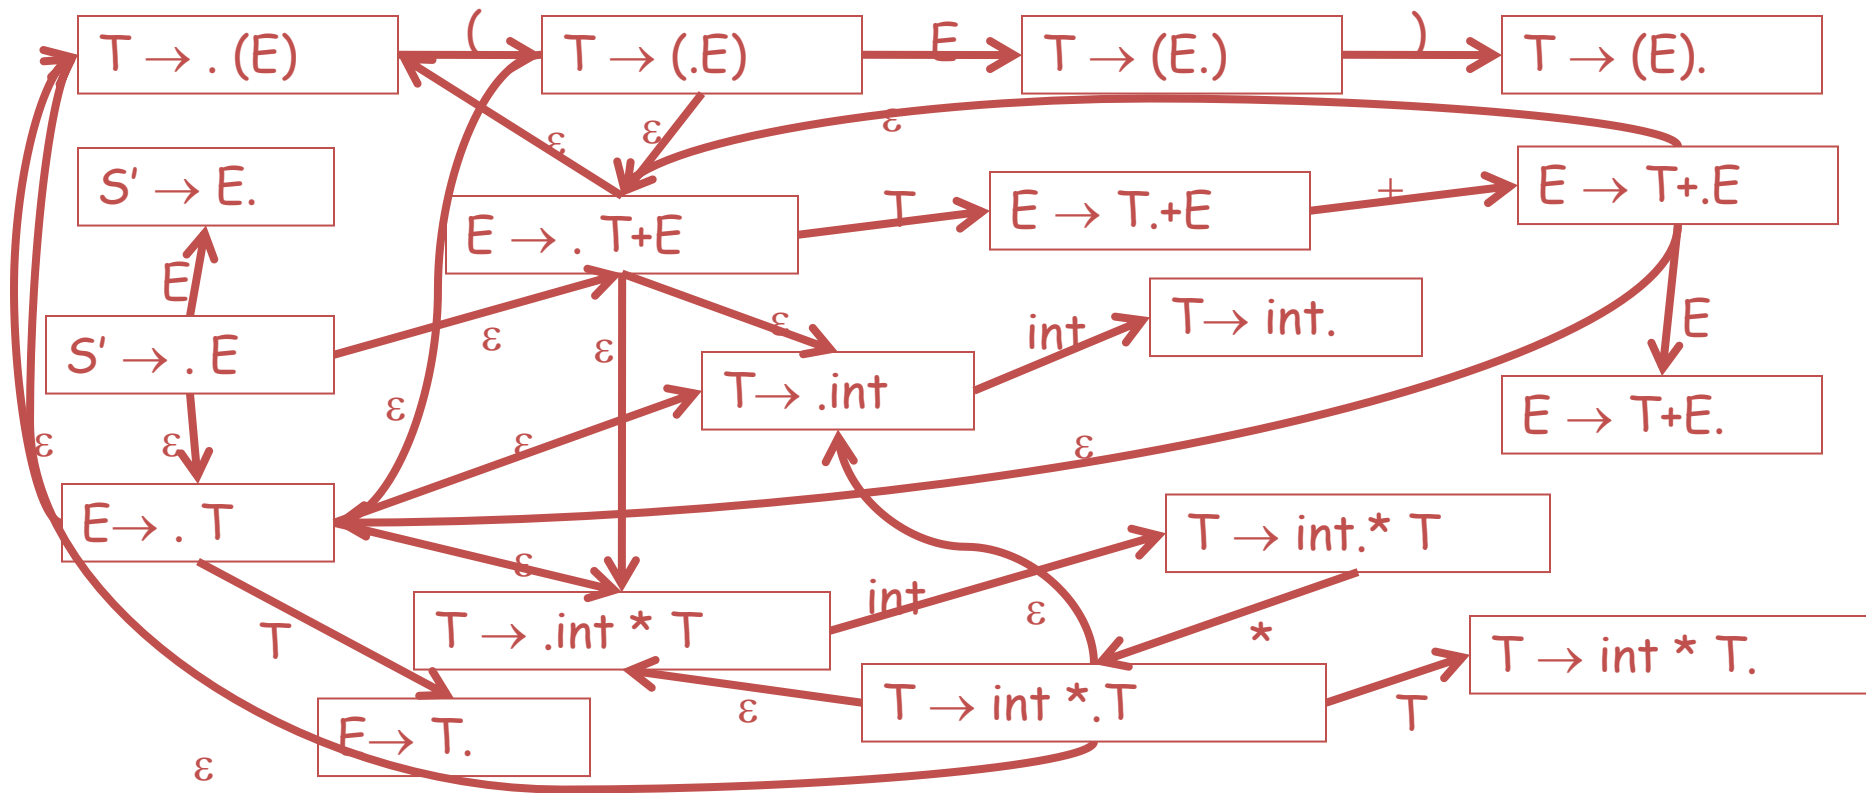 (
E
)
T → . (E)
T → (.E)
T → (E.)
T → (E).
ε
ε
ε
S' → E.
E → T+.E
T
+
E → . T+E
E → T.+E
E
T → int.
E
int
ε
ε
ε
S' → . E
T → .int
ε
E → T+E.
ε
ε
ε
ε
E → . T
T → int.* T
ε
int
ε
T
*
T → .int * T
T → int * T.
ε
T → int *.T
T
E → T.
ε